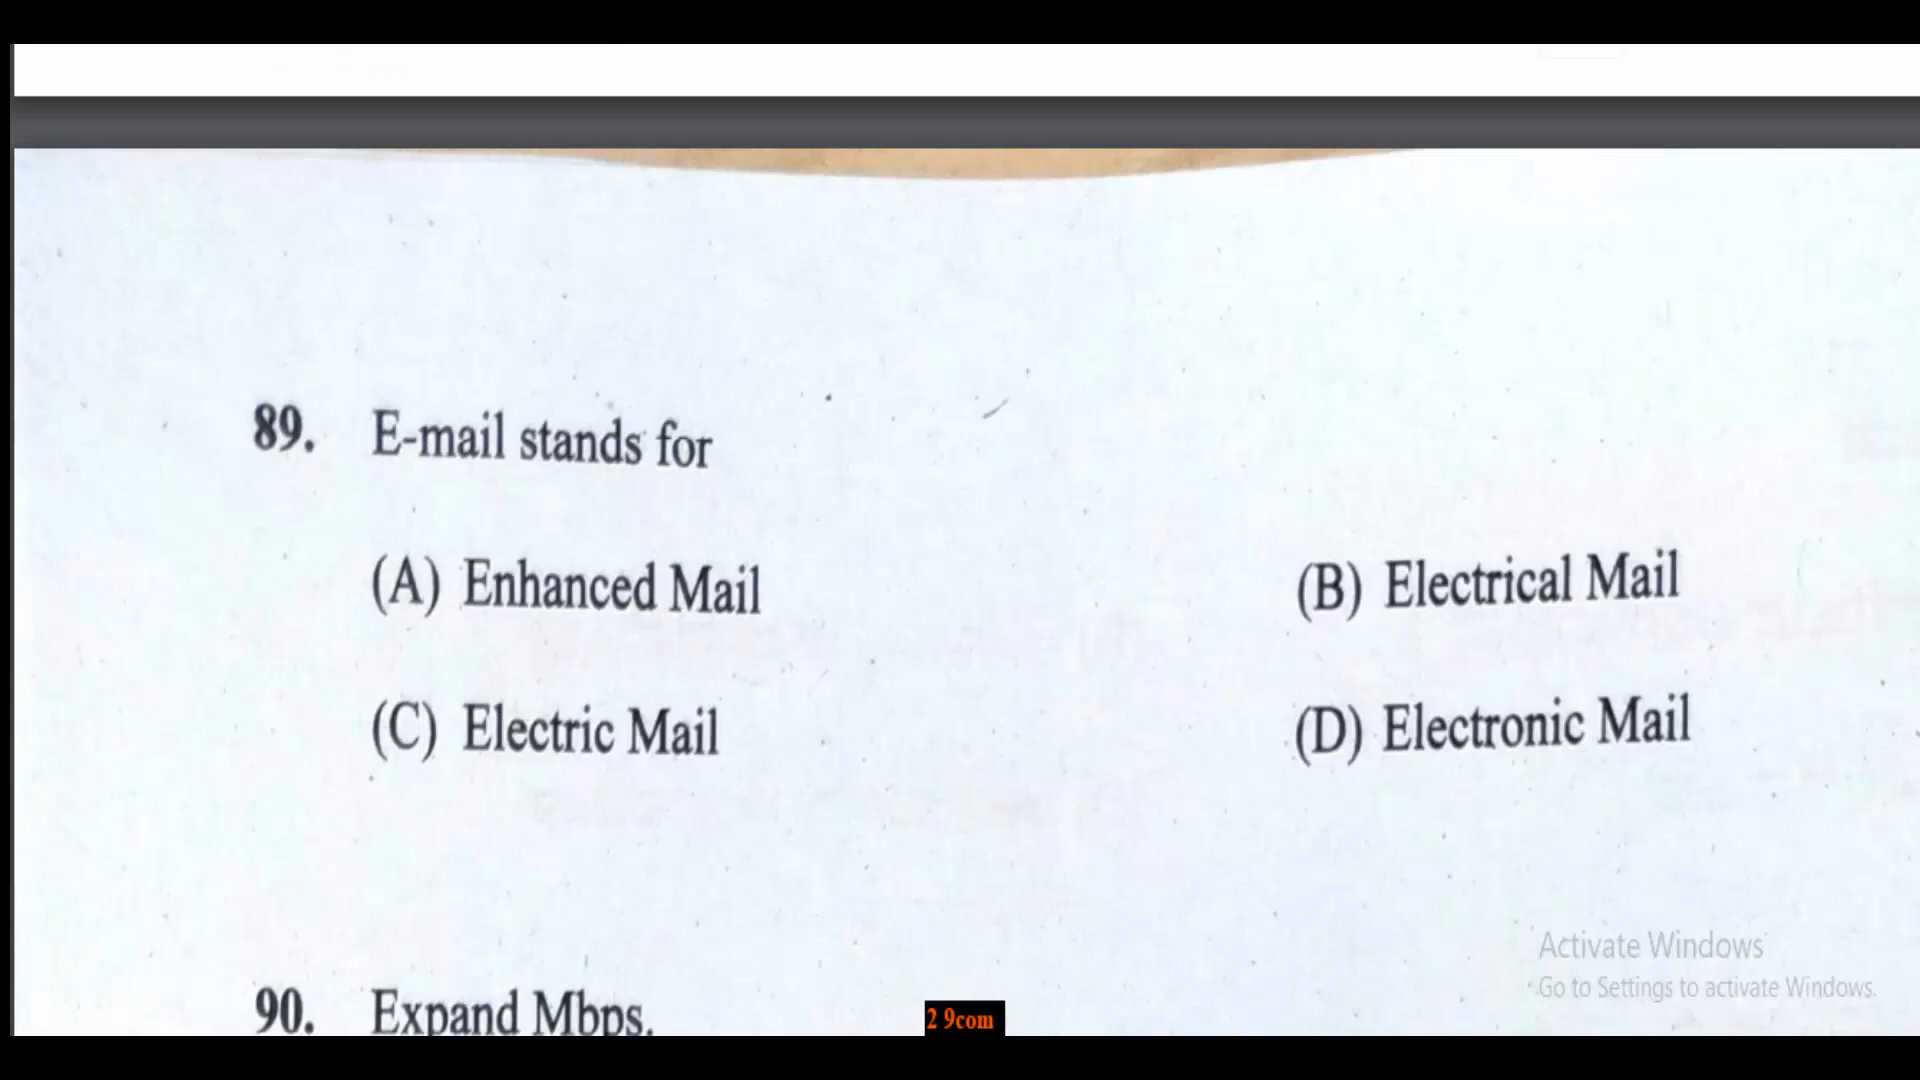 89. E-mail stands for
(A) Enhanced Mail (B) Electrical Mail
(C) Electric Mail (D) Electronic Mail
Activate Windows
Go to Settings to activate Windows.
90. Expand Mbps.
2 9com